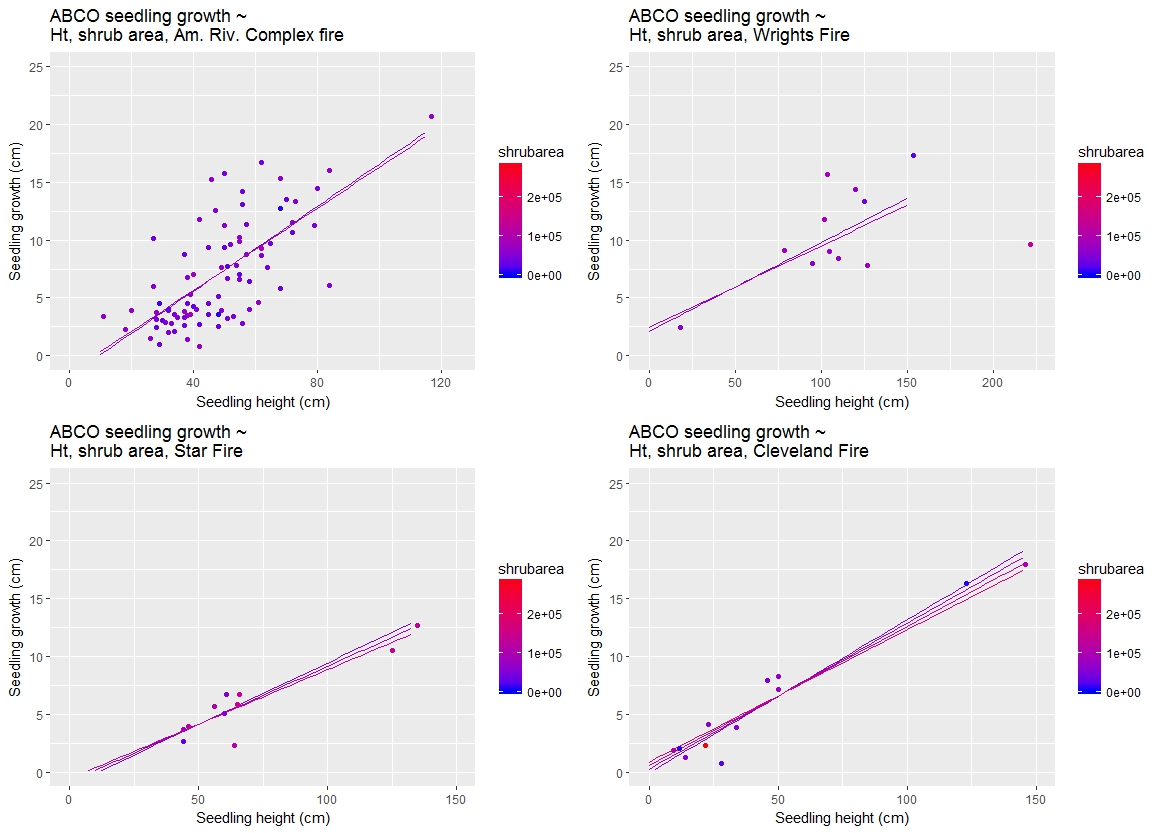 ABCO seedling growth ~
Ht, shrub area, Am. Riv. Complex fire
25
20
15
10
5
0
Seedling growth (cm)
0 40 80 120
Seedling height (cm)
shrubarea
2e+05
1e+05
0e+00
ABCO seedling growth ~
Ht, shrub area, Wrights Fire
25
20
15
10
5
0
Seedling growth (cm)
0 50 100 150 200
Seedling height (cm)
shrubarea
2e+05
1e+05
0e+00
ABCO seedling growth ~
Ht, shrub area, Star Fire
25
20
15
10
5
0
Seedling growth (cm)
0 50 100 150
Seedling height (cm)
shrubarea
2e+05
1e+05
0e+00
ABCO seedling growth ~
Ht, shrub area, Cleveland Fire
25
20
15
10
5
0
Seedling growth (cm)
0 50 100 150
Seedling height (cm)
shrubarea
2e+05
1e+05
0e+00